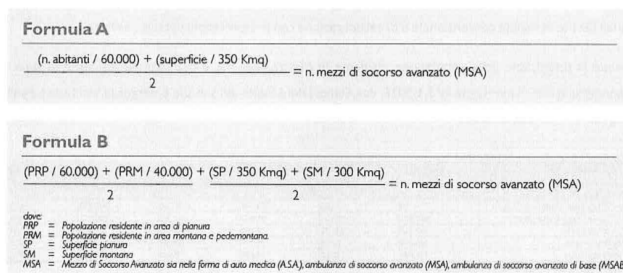 Formula A
(n. abitanti / 60.000) + (superficie / 350 Kmq)
2
= n. mezzi di soccorso avanzato (MSA)
Formula B
(PRP / 60.000) + (PRM / 40.000) + (SP / 350 Kmq) + (SM / 300 Kmq)
2 2
= n. mezzi di soccorso avanzato (MSA)
dove:
PRP = Popolazione residente in area di pianura
PRM = Popolazione residente in area montana e pedemontana.
SP = Superficie pianura
SM = Superficie montana
MSA = Mezzo di Soccorso Avanzato sia nella forma di auto medica (A.S.A.), ambulanza di soccorso avanzato (MSA), ambulanza di soccorso avanzato di base (MSAB